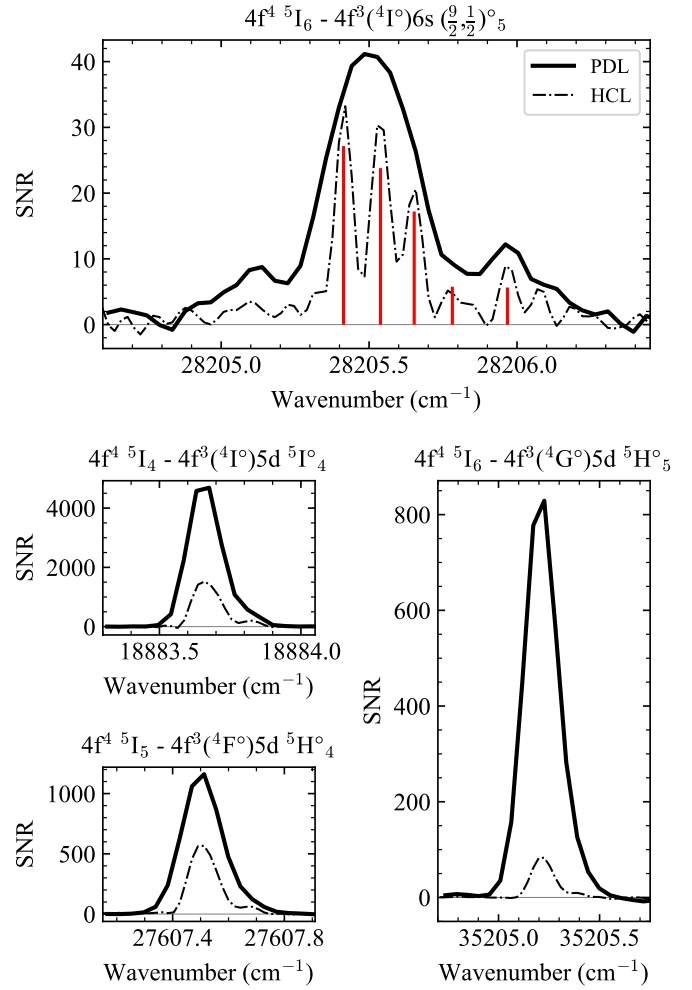 4f⁴ ⁵I₆ - 4f³(⁴I°)6s (9/2,1/2)°₅
SNR
40
30
20
10
0
PDL
HCL
28205.0 28205.5 28206.0
Wavenumber (cm⁻¹)
4f⁴ ⁵I₄ - 4f³(⁴I°)5d ⁵I°₄
SNR
4000
2000
0
18883.5 18884.0
Wavenumber (cm⁻¹)
4f⁴ ⁵I₅ - 4f³(⁴F°)5d ⁵H°₄
SNR
1000
500
0
27607.4 27607.8
Wavenumber (cm⁻¹)
4f⁴ ⁵I₆ - 4f³(⁴G°)5d ⁵H°₅
SNR
800
600
400
200
0
35205.0 35205.5
Wavenumber (cm⁻¹)